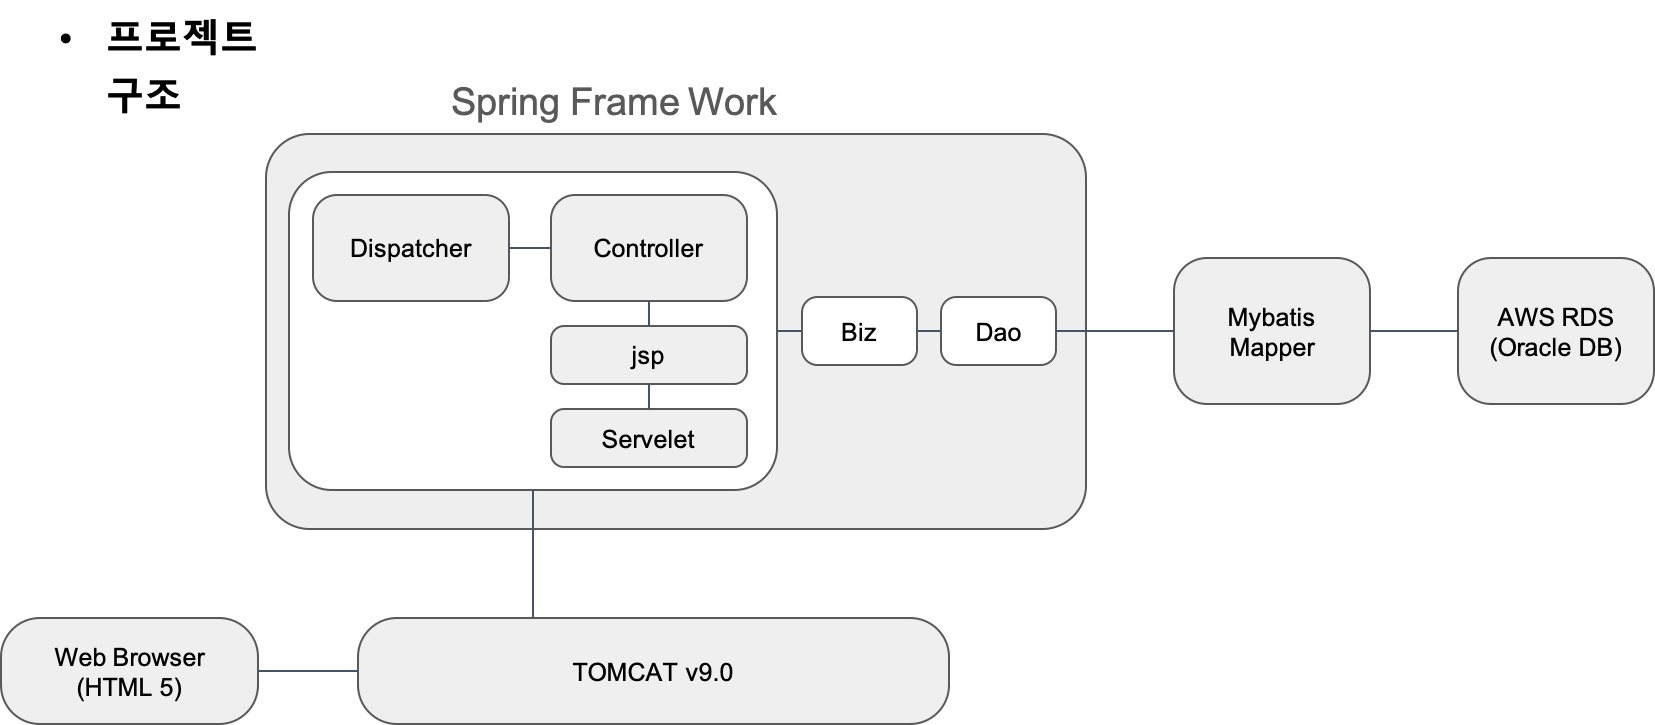 • 프로젝트
구조
Spring Frame Work
Dispatcher
Controller
jsp
Servelet
Biz
Dao
Mybatis
Mapper
AWS RDS
(Oracle DB)
Web Browser
(HTML 5)
TOMCAT v9.0